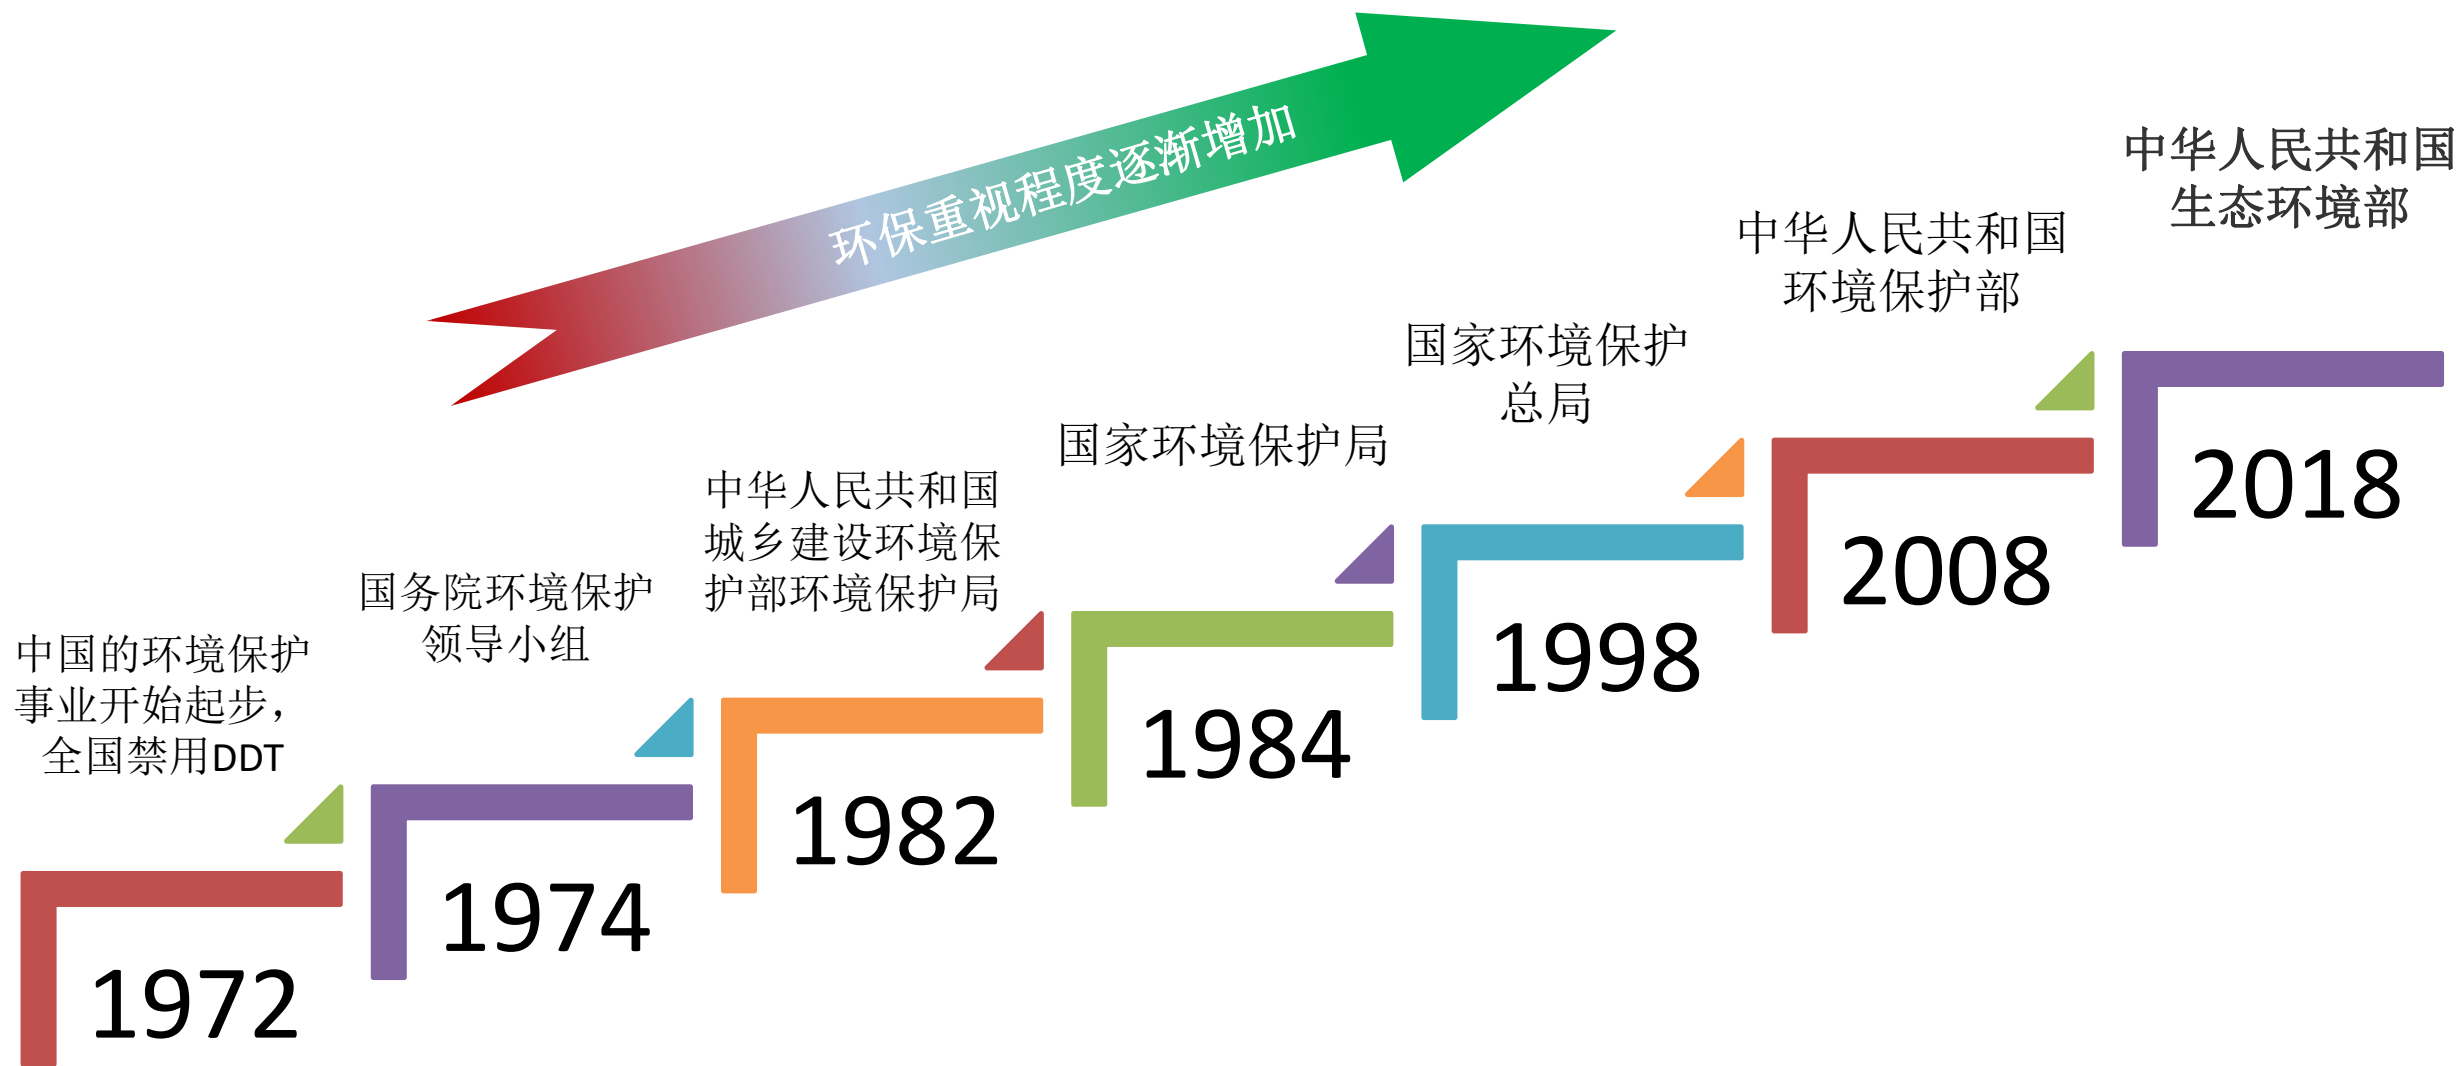 环保重视程度逐渐增加
中国的环境保护
事业开始起步，
全国禁用DDT
1972
国务院环境保护
领导小组
1974
中华人民共和国
城乡建设环境保
护部环境保护局
1982
国家环境保护局
1984
国家环境保护
总局
1998
中华人民共和国
环境保护部
2008
中华人民共和国
生态环境部
2018